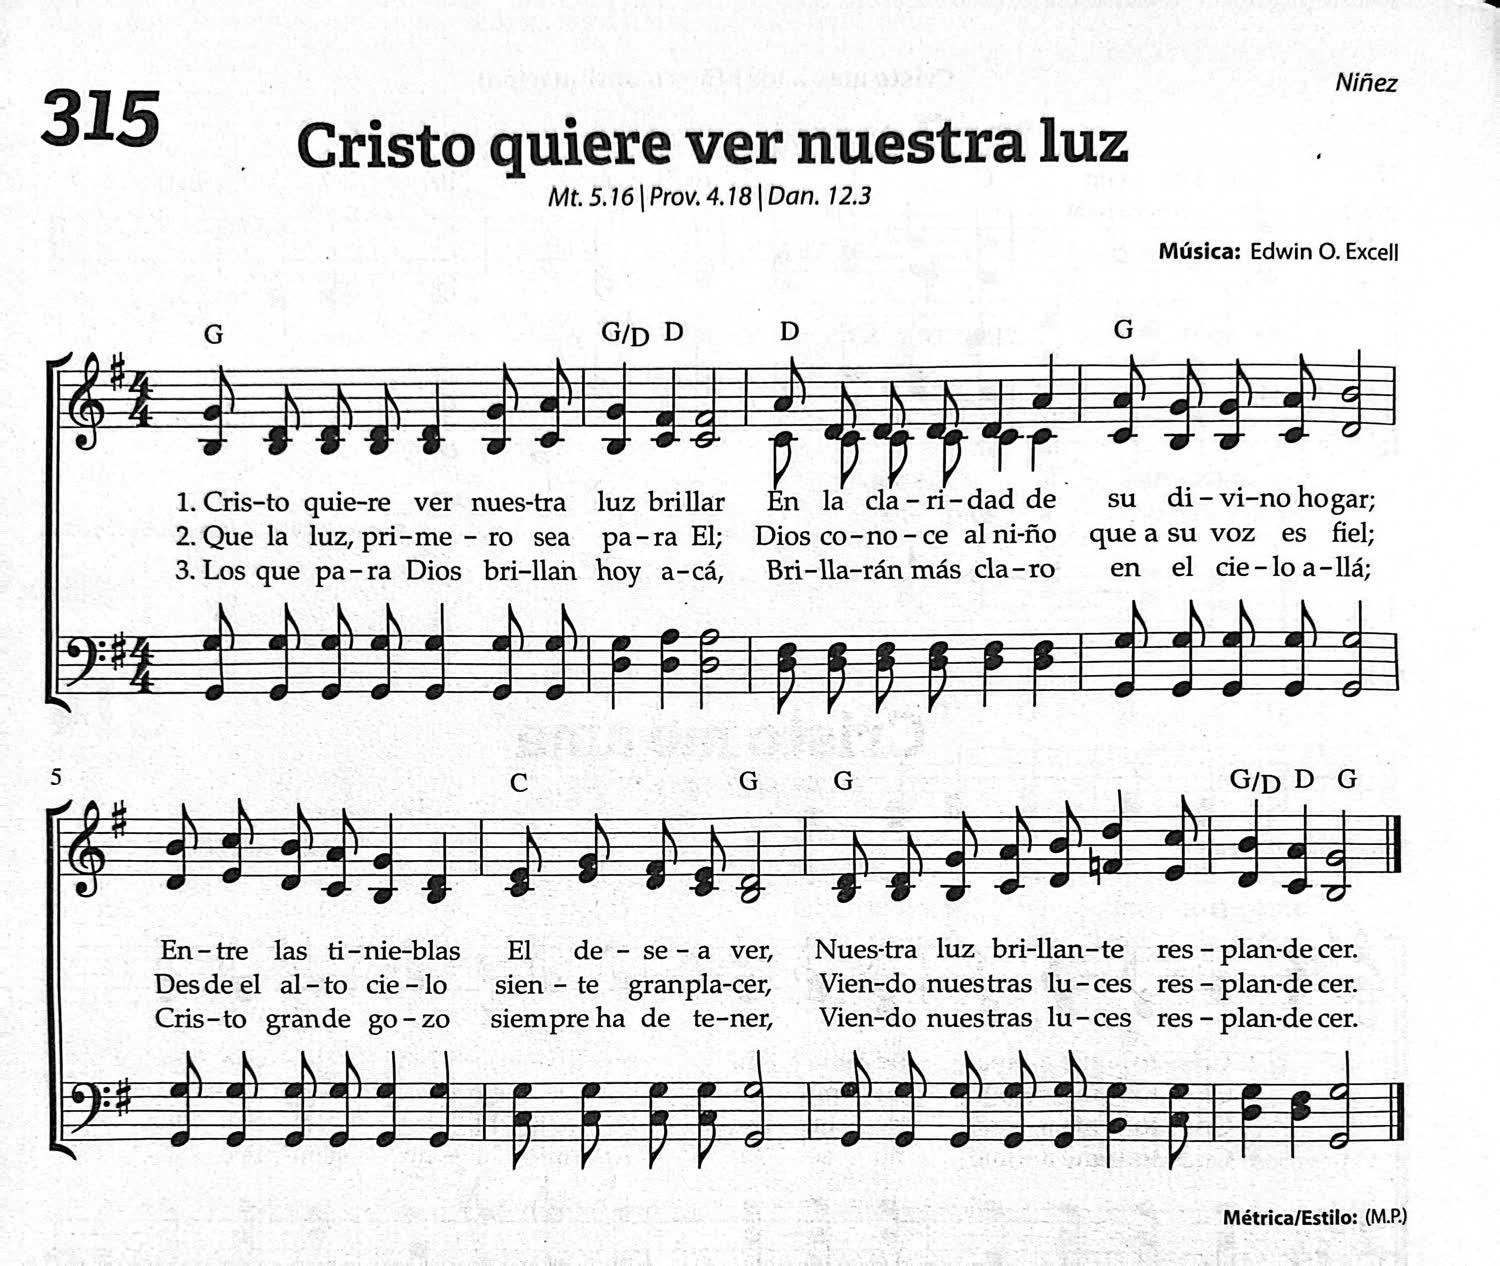 Niñez
315
Cristo quiere ver nuestra luz
Mt. 5.16 | Prov. 4.18 | Dan. 12.3
Música: Edwin O. Excell
G G/D D D G
1. Cris–to quie–re ver nues-tra luz brillar En la cla – ri–dad de su di – vi–no hogar;
2. Que la luz, pri–me – ro sea pa–ra El; Dios co–no – ce al ni-ño que a su voz es fiel;
3. Los que pa–ra Dios bri–llan hoy a–cá, Bri–lla–rán más cla–ro en el cie–lo a–llá;
5
C G G G/D D G
En–tre las ti–nie–blas El de – se – a ver, Nues-tra luz bri-llan–te res – plan-de cer.
Des de el al–to cie–lo sien – te gran pla–cer, Vien–do nues tras lu–ces res – plan-de cer.
Cris–to gran de go–zo siem pre ha de te–ner, Vien–do nues tras lu–ces res – plan-de cer.
Métrica/Estilo: (M.P.)